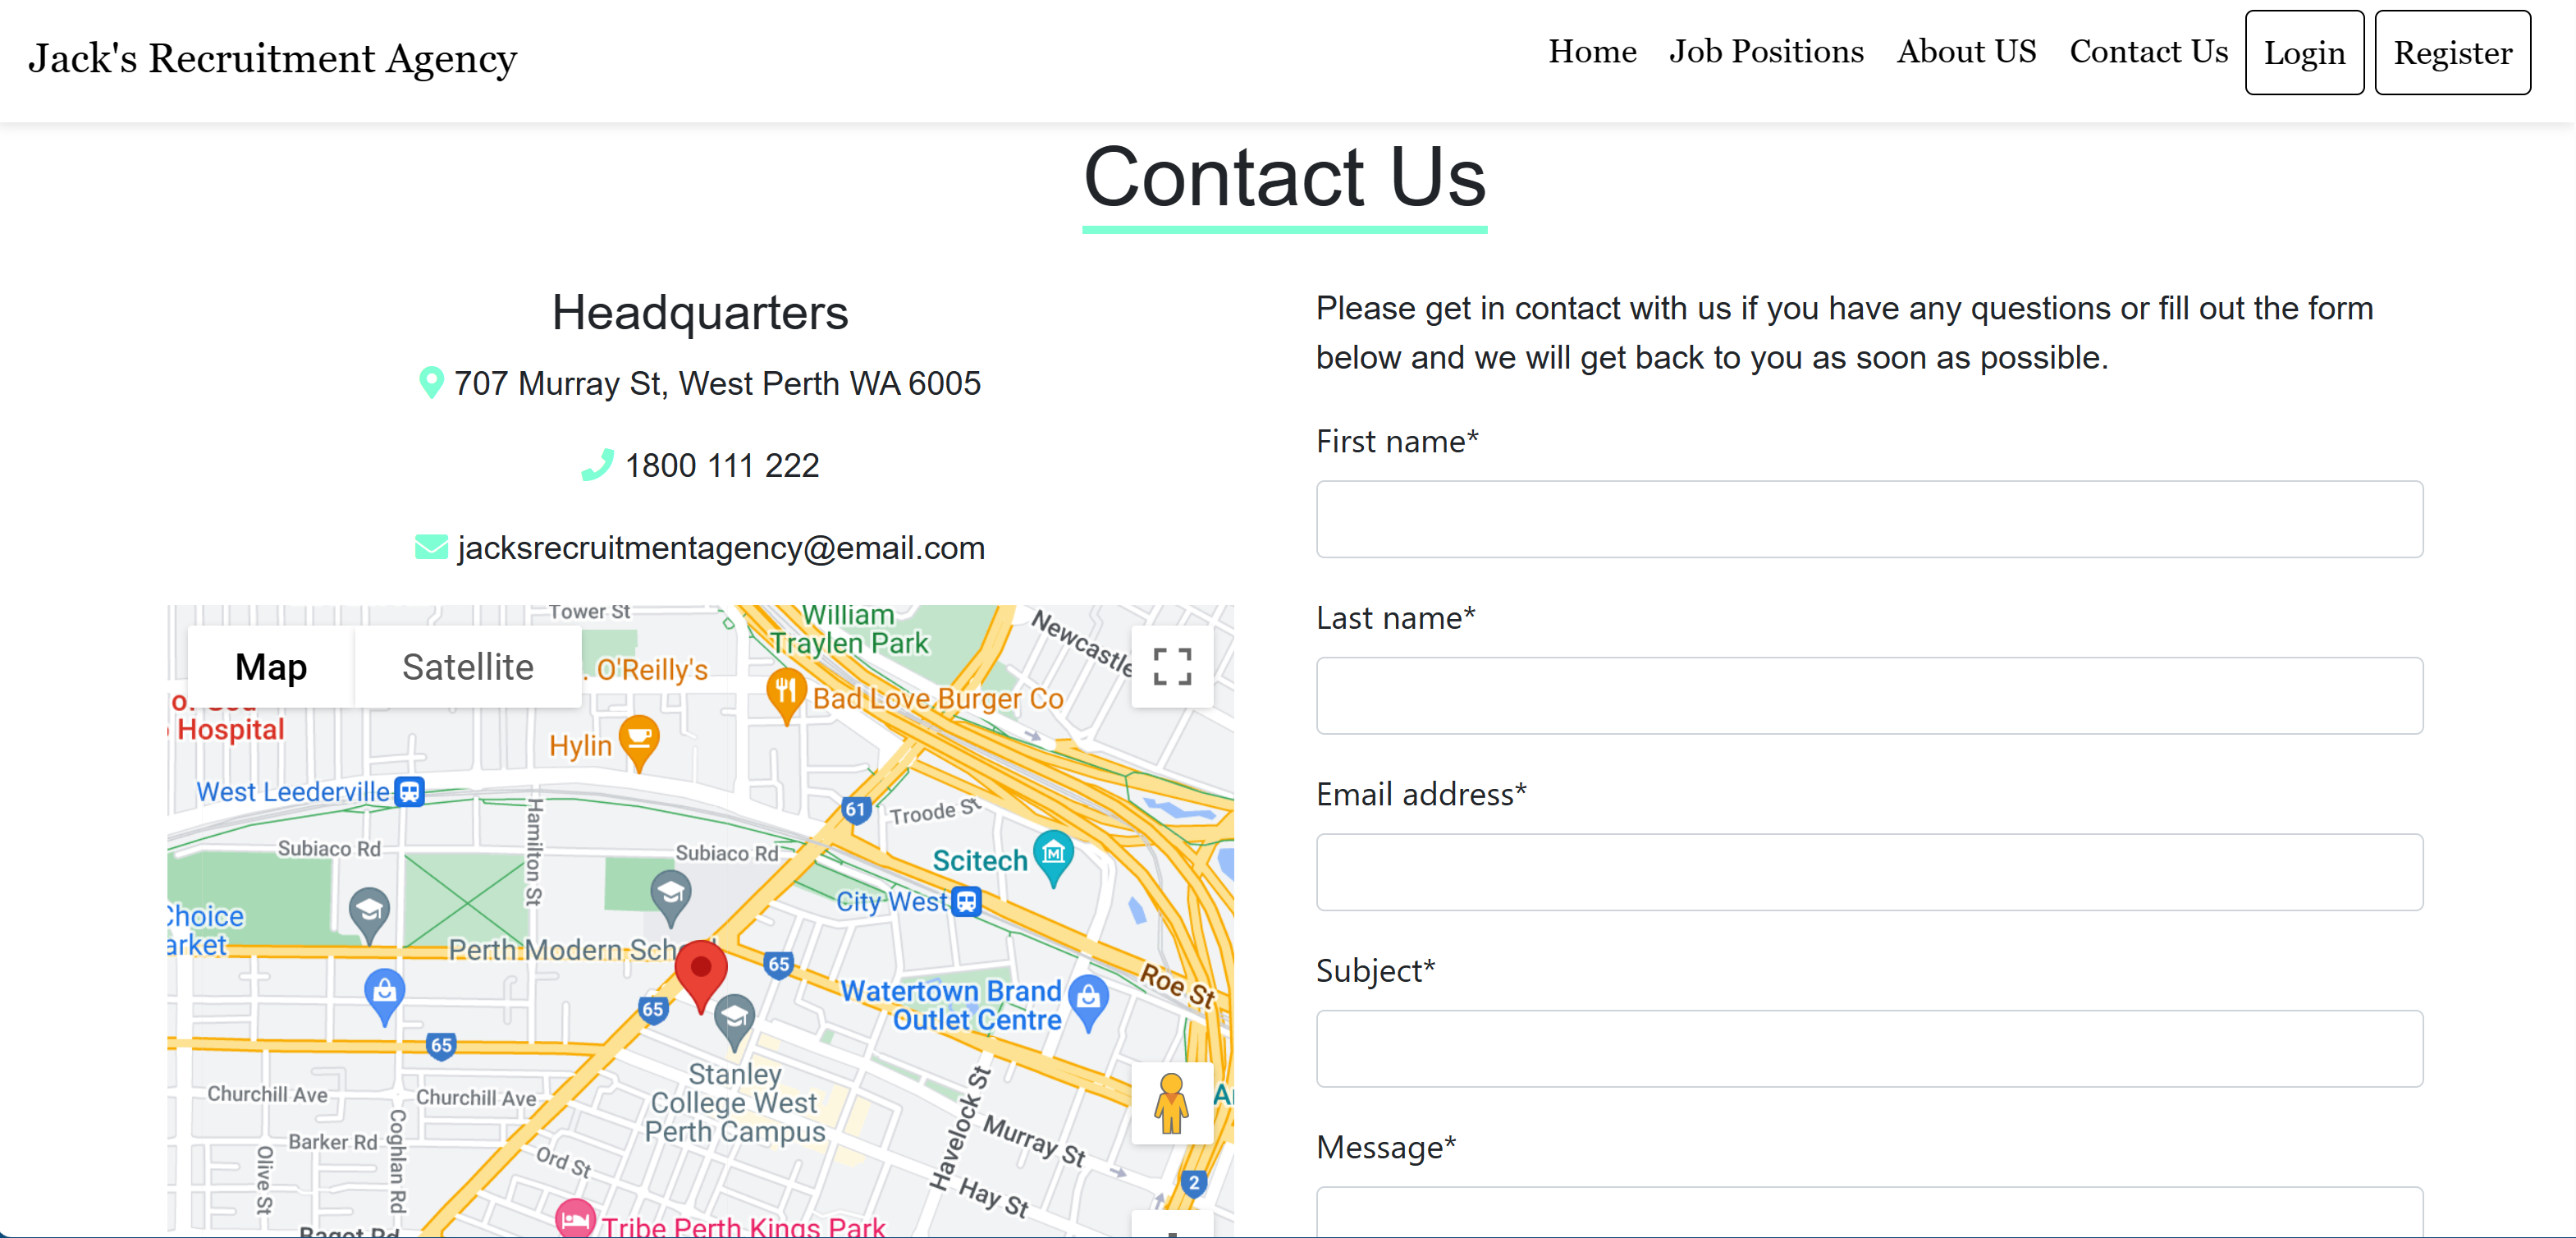 Jack's Recruitment Agency
Home
Job Positions
About US
Contact Us
Login
Register
Contact Us
Headquarters
707 Murray St, West Perth WA 6005
1800 111 222
jacksrecruitmentagency@email.com
Please get in contact with us if you have any questions or fill out the form
below and we will get back to you as soon as possible.
First name*
Last name*
Email address*
Subject*
Message*
Map
Satellite
Tower St
William
Traylen Park
Newcastle
O'Reilly's
Bad Love Burger Co
Hospital
Hylin
West Leederville
61
Troode St
Hamilton St
Subiaco Rd
Subiaco Rd
Scitech
City West
Choice
Perth Modern
65
65
Watertown Brand
Outlet Centre
Roe St
65
Stanley
College West
Perth Campus
Churchill Ave
Churchill Ave
Havelock St
Murray St
Barker Rd
Coghlan Rd
Olive St
Ord St
Hay St
2
Tribe Perth Kings Park